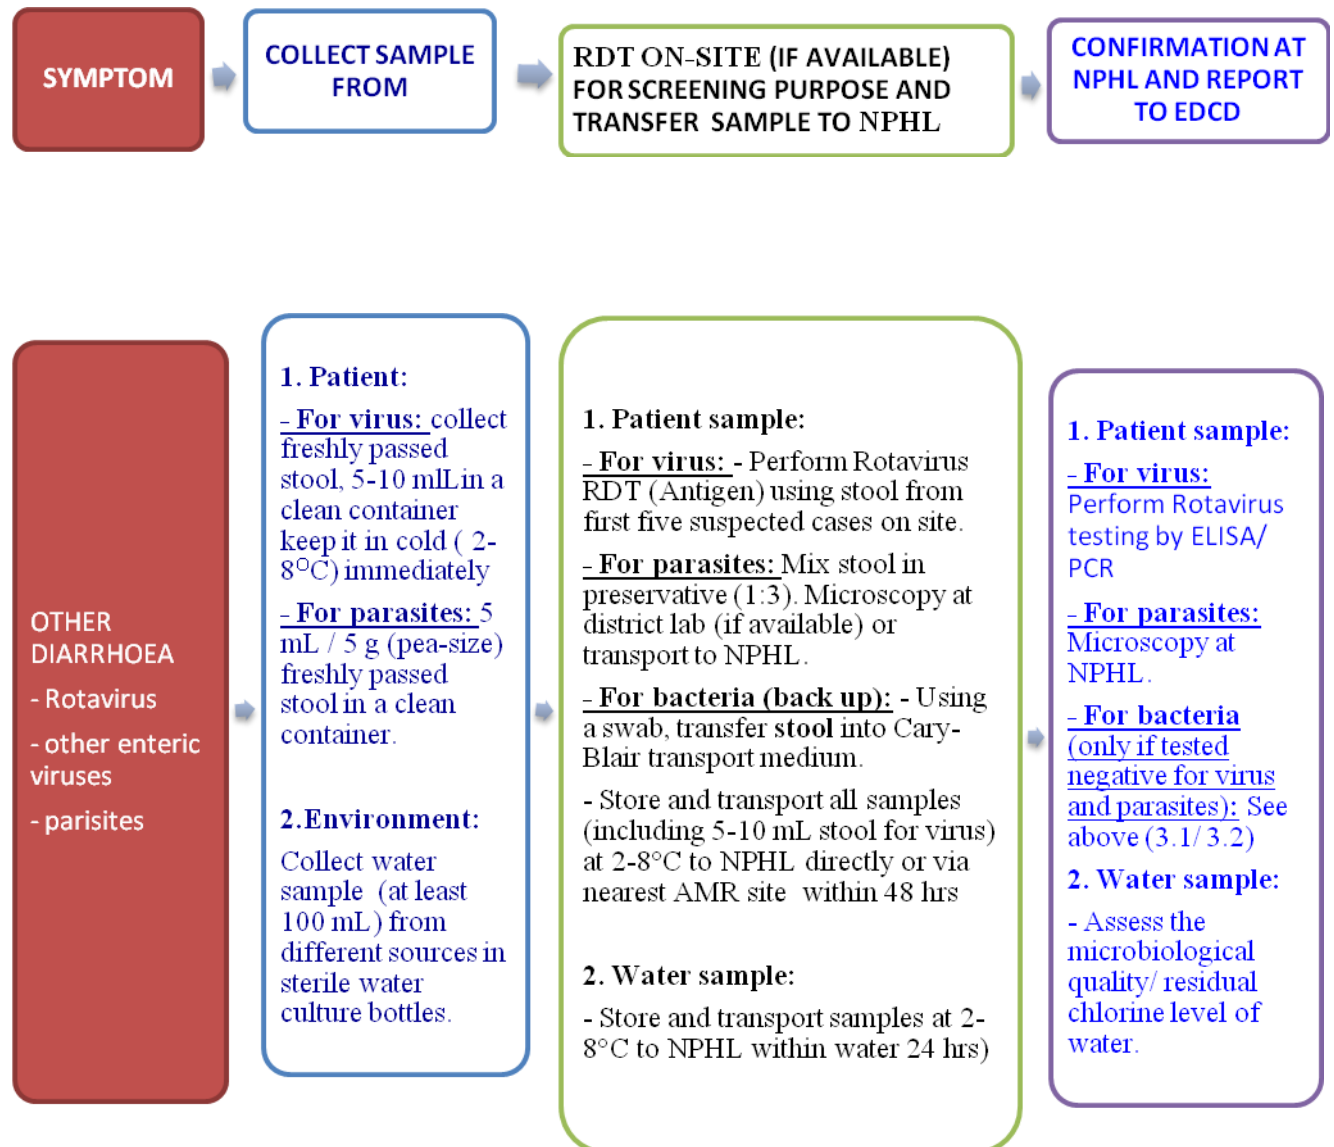 SYMPTOM
COLLECT SAMPLE
FROM
RDT ON-SITE (IF AVAILABLE)
FOR SCREENING PURPOSE AND
TRANSFER SAMPLE TO NPHL
CONFIRMATION AT
NPHL AND REPORT
TO EDCD
OTHER
DIARRHOEA
- Rotavirus
- other enteric
viruses
- parisites
1. Patient:
- For virus: collect
freshly passed
stool, 5-10 mlL in a
clean container
keep it in cold ( 2-
8°C) immediately
- For parasites: 5
mL / 5 g (pea-size)
freshly passed
stool in a clean
container.
2.Environment:
Collect water
sample (at least
100 mL) from
different sources in
sterile water
culture bottles.
1. Patient sample:
- For virus: - Perform Rotavirus
RDT (Antigen) using stool from
first five suspected cases on site.
- For parasites: Mix stool in
preservative (1:3). Microscopy at
district lab (if available) or
transport to NPHL.
- For bacteria (back up): - Using
a swab, transfer stool into Cary-
Blair transport medium.
- Store and transport all samples
(including 5-10 mL stool for virus)
at 2-8°C to NPHL directly or via
nearest AMR site within 48 hrs
2. Water sample:
- Store and transport samples at 2-
8°C to NPHL within water 24 hrs)
1. Patient sample:
- For virus:
Perform Rotavirus
testing by ELISA/
PCR
- For parasites:
Microscopy at
NPHL.
- For bacteria
(only if tested
negative for virus
and parasites): See
above (3.1/ 3.2)
2. Water sample:
- Assess the
microbiological
quality/ residual
chlorine level of
water.